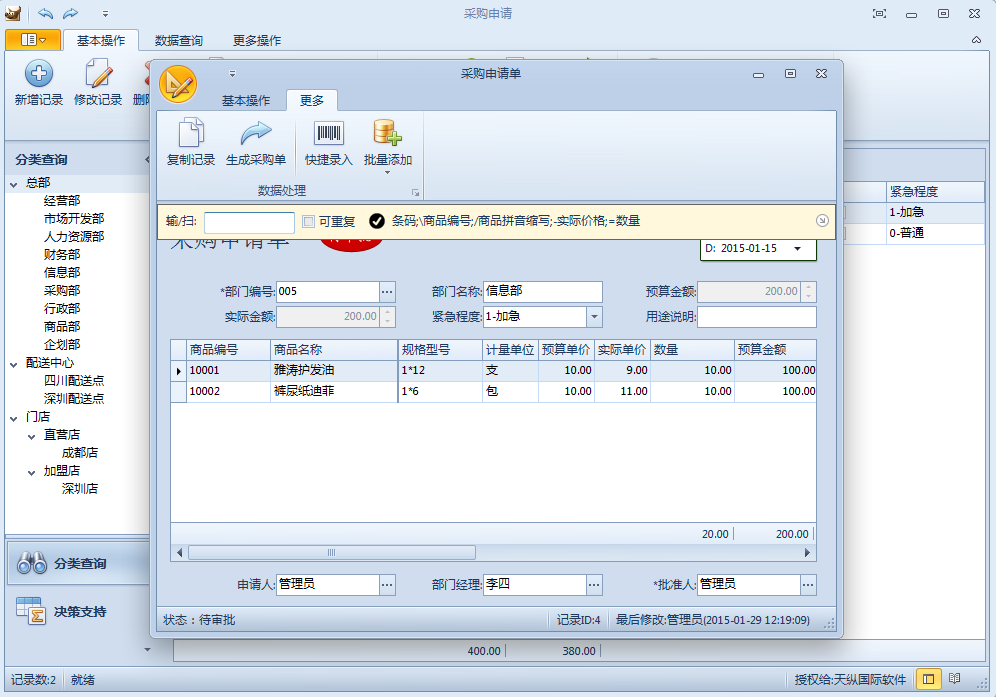 采购申请
基本操作 数据查询 更多操作
新增记录 修改记录
采购申请单
基本操作 更多
复制记录 生成采购单 快捷录入 批量添加
数据处理
输/扫: 可重复 条码;\商品编号;/商品拼音缩写;-实际价格;=数量
采购申请单
D: 2015-01-15
*部门编号: 005 部门名称: 信息部 预算金额: 200.00
实际金额: 200.00 紧急程度: 1-加急 用途说明:
商品编号 商品名称 规格型号 计量单位 预算单价 实际单价 数量 预算金额
10001 雅涛护发油 1*12 支 10.00 9.00 10.00 100.00
10002 裤尿纸迪菲 1*6 包 10.00 11.00 10.00 100.00
20.00 200.00
申请人: 管理员 部门经理: 李四 *批准人: 管理员
状态：待审批 记录ID:4 最后修改:管理员(2015-01-29 12:19:09)
分类查询
总部
经营部
市场开发部
人力资源部
财务部
信息部
采购部
行政部
商品部
企划部
配送中心
四川配送点
深圳配送点
门店
直营店
成都店
加盟店
深圳店
分类查询
决策支持
紧急程度
1-加急
0-普通
400.00 380.00
记录数:2 就绪 授权给:天纵国际软件